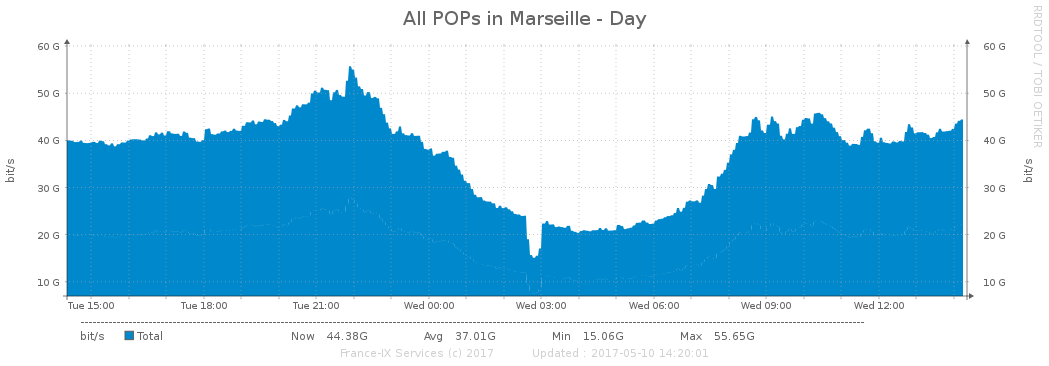 All POPs in Marseille - Day
RRDTOOL / TOBI OETIKER
60 G 60 G
50 G 50 G
40 G 40 G
30 G 30 G
20 G 20 G
10 G 10 G
bit/s bit/s
Tue 15:00 Tue 18:00 Tue 21:00 Wed 00:00 Wed 03:00 Wed 06:00 Wed 09:00 Wed 12:00
bit/s Total Now 44.38G Avg 37.01G Min 15.06G Max 55.65G
France-IX Services (c) 2017 Updated : 2017-05-10 14:20:01